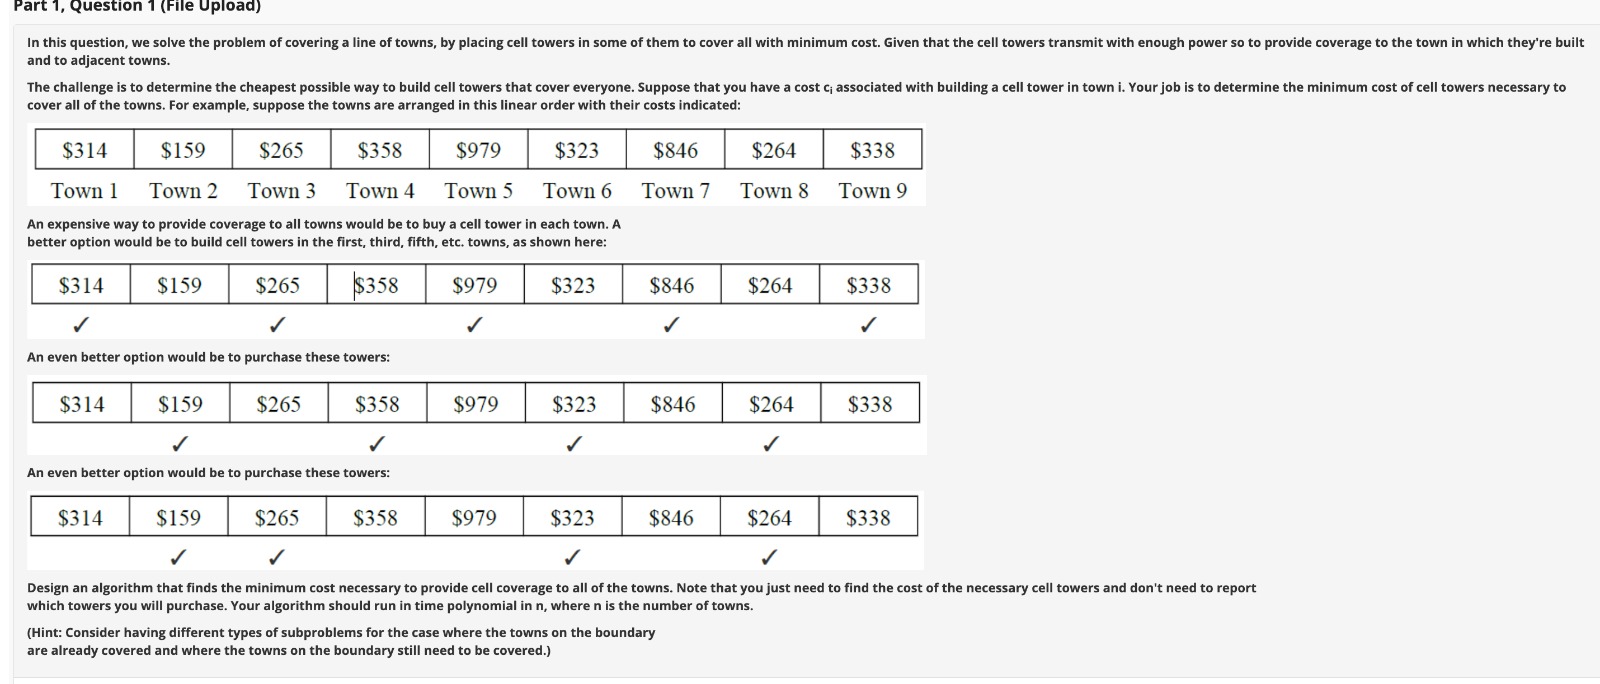 Part 1, Question 1 (File Upload)
In this question, we solve the problem of covering a line of towns, by placing cell towers in some of them to cover all with minimum cost. Given that the cell towers transmit with enough power so to provide coverage to the town in which they're built
and to adjacent towns.
The challenge is to determine the cheapest possible way to build cell towers that cover everyone. Suppose that you have a cost cᵢ associated with building a cell tower in town i. Your job is to determine the minimum cost of cell towers necessary to
cover all of the towns. For example, suppose the towns are arranged in this linear order with their costs indicated:
$314 $159 $265 $358 $979 $323 $846 $264 $338
Town 1 Town 2 Town 3 Town 4 Town 5 Town 6 Town 7 Town 8 Town 9
An expensive way to provide coverage to all towns would be to buy a cell tower in each town. A
better option would be to build cell towers in the first, third, fifth, etc. towns, as shown here:
$314 $159 $265 $358 $979 $323 $846 $264 $338
✓ ✓ ✓ ✓ ✓
An even better option would be to purchase these towers:
$314 $159 $265 $358 $979 $323 $846 $264 $338
✓ ✓ ✓ ✓
An even better option would be to purchase these towers:
$314 $159 $265 $358 $979 $323 $846 $264 $338
✓ ✓ ✓ ✓
Design an algorithm that finds the minimum cost necessary to provide cell coverage to all of the towns. Note that you just need to find the cost of the necessary cell towers and don't need to report
which towers you will purchase. Your algorithm should run in time polynomial in n, where n is the number of towns.
(Hint: Consider having different types of subproblems for the case where the towns on the boundary
are already covered and where the towns on the boundary still need to be covered.)